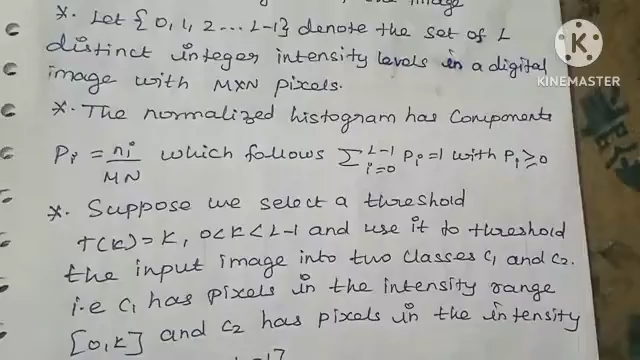 the image
*. Let {0, 1, 2 ... L-1} denote the set of L
distinct integer intensity levels in a digital
image with MXN pixels.
*. The normalized histogram has Components
Pi = ni/MN which follows ∑_{i=0}^{L-1} Pi = 1 with Pi ≥ 0
*. Suppose we select a threshold
T(K) = K, 0<K<L-1 and use it to threshold
the input image into two classes C1 and C2.
i.e C1 has pixels in the intensity range
[0,K] and C2 has pixels in the intensity
KINEMASTER